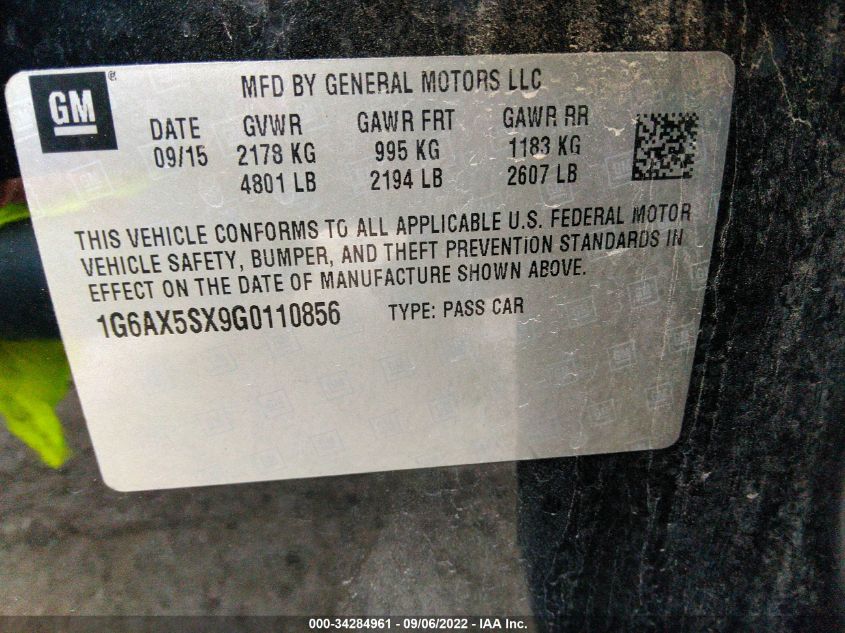 GM ®
MFD BY GENERAL MOTORS LLC
DATE GVWR GAWR FRT GAWR RR
09/15 2178 KG 995 KG 1183 KG
4801 LB 2194 LB 2607 LB
THIS VEHICLE CONFORMS TO ALL APPLICABLE U.S. FEDERAL MOTOR
VEHICLE SAFETY, BUMPER, AND THEFT PREVENTION STANDARDS IN
EFFECT ON THE DATE OF MANUFACTURE SHOWN ABOVE.
1G6AX5SX9G0110856 TYPE: PASS CAR
000-34284961 - 09/06/2022 - IAA Inc.